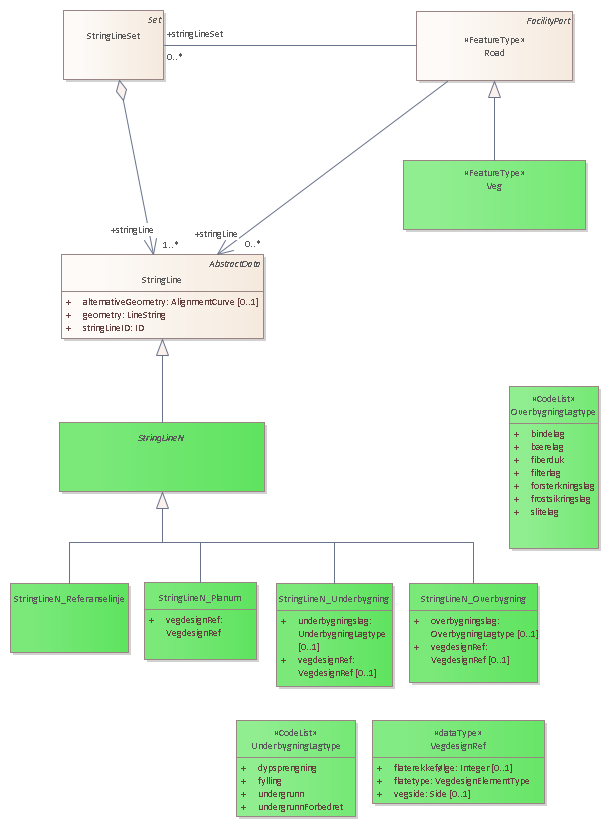 Set
StringLineSet
+stringLineSet
0..*
FacilityPart
«FeatureType»
Road
«FeatureType»
Veg
+stringLine
1..*
+stringLine
0..*
AbstractData
StringLine
+ alternativeGeometry: AlignmentCurve [0..1]
+ geometry: LineString
+ stringLineID: ID
StringLineN
«CodeList»
OverbygningLagtype
+ bindelag
+ bærelag
+ fiberduk
+ filterlag
+ forsterkningslag
+ frostsikringslag
+ slitelag
StringLineN_Referanselinje
StringLineN_Planum
+ vegdesignRef:
VegdesignRef
StringLineN_Underbygning
+ underbygningslag:
UnderbygningLagtype
[0..1]
+ vegdesignRef:
VegdesignRef [0..1]
StringLineN_Overbygning
+ overbygningslag:
OverbygningLagtype [0..1]
+ vegdesignRef:
VegdesignRef [0..1]
«CodeList»
UnderbygningLagtype
+ dypsprengning
+ fylling
+ undergrunn
+ undergrunnForbedret
«dataType»
VegdesignRef
+ flaterekkefølge: Integer [0..1]
+ flatetype: VegdesignElementType
+ vegside: Side [0..1]